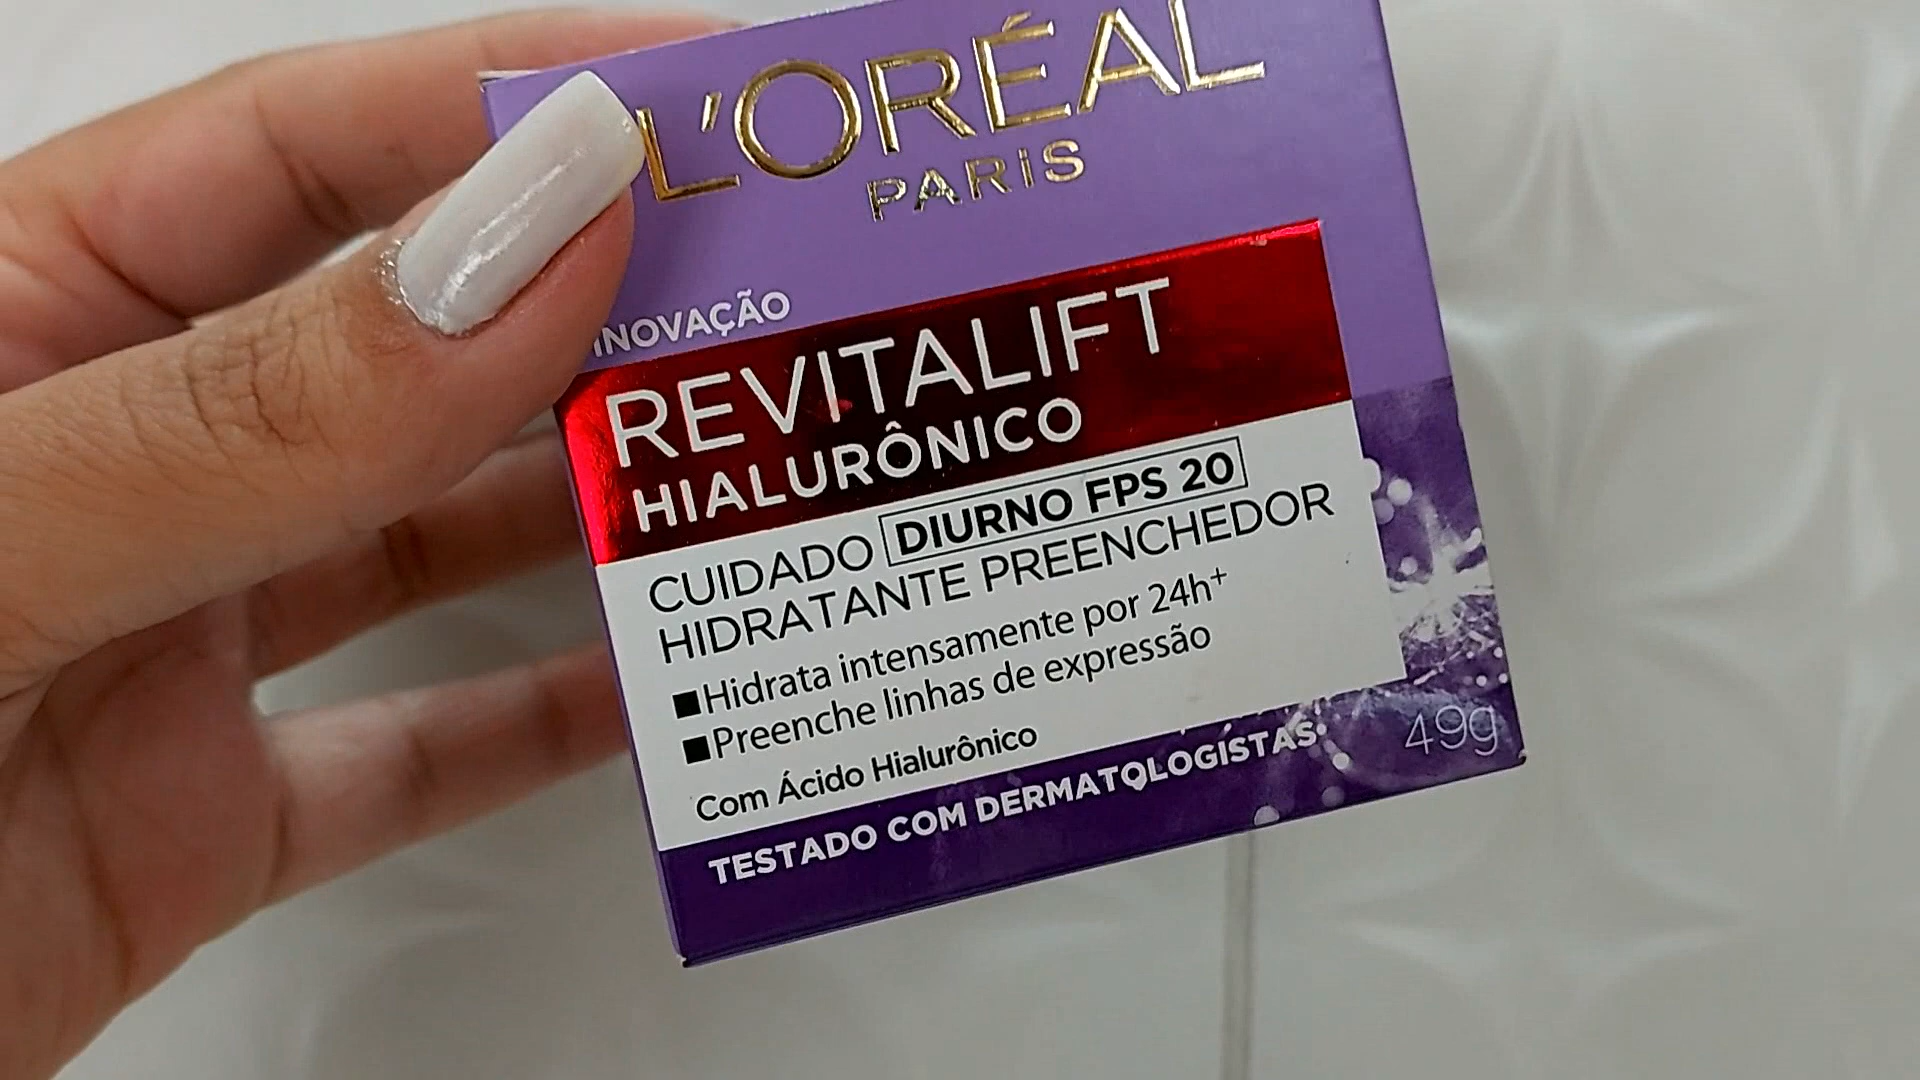 L'ORÉAL
PARIS
INOVAÇÃO
REVITALIFT
HIALURÔNICO
CUIDADO DIURNO FPS 20
HIDRATANTE PREENCHEDOR
■Hidrata intensamente por 24h+
■Preenche linhas de expressão
Com Ácido Hialurônico
TESTADO COM DERMATOLOGISTAS•
49g